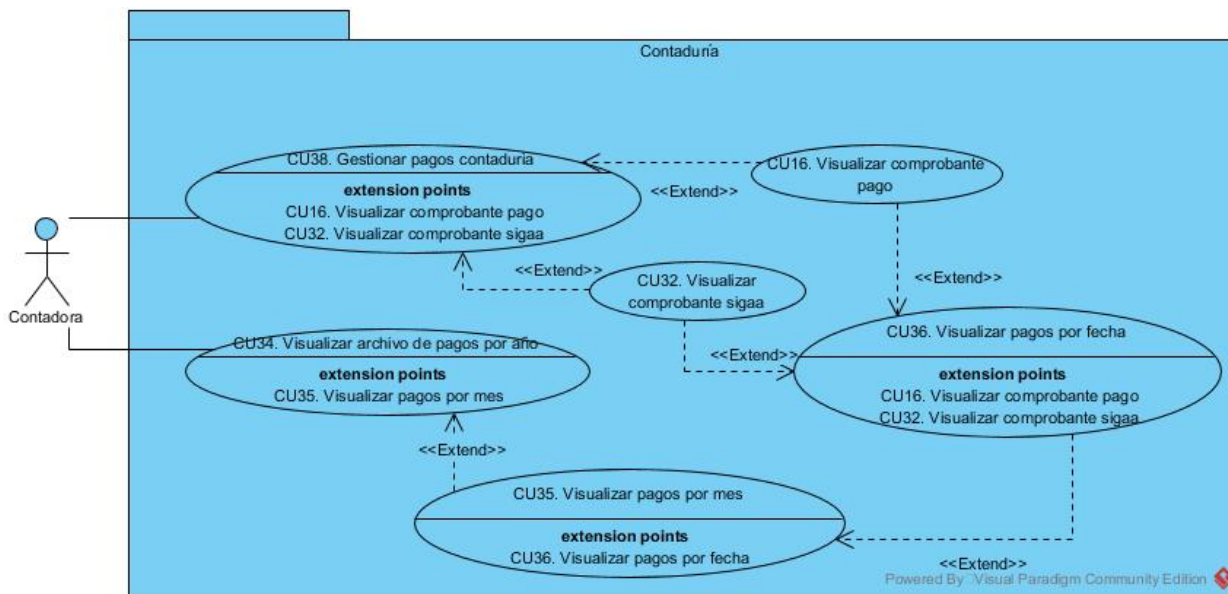 Contaduría
CU38. Gestionar pagos contaduria
extension points
CU16. Visualizar comprobante pago
CU32. Visualizar comprobante sigaa
<<Extend>>
CU16. Visualizar comprobante
pago
<<Extend>>
CU32. Visualizar
comprobante sigaa
<<Extend>>
Contadora
CU34. Visualizar archivo de pagos por año
extension points
CU35. Visualizar pagos por mes
<<Extend>>
CU36. Visualizar pagos por fecha
extension points
CU16. Visualizar comprobante pago
CU32. Visualizar comprobante sigaa
<<Extend>>
CU35. Visualizar pagos por mes
extension points
CU36. Visualizar pagos por fecha
<<Extend>>
Powered By Visual Paradigm Community Edition